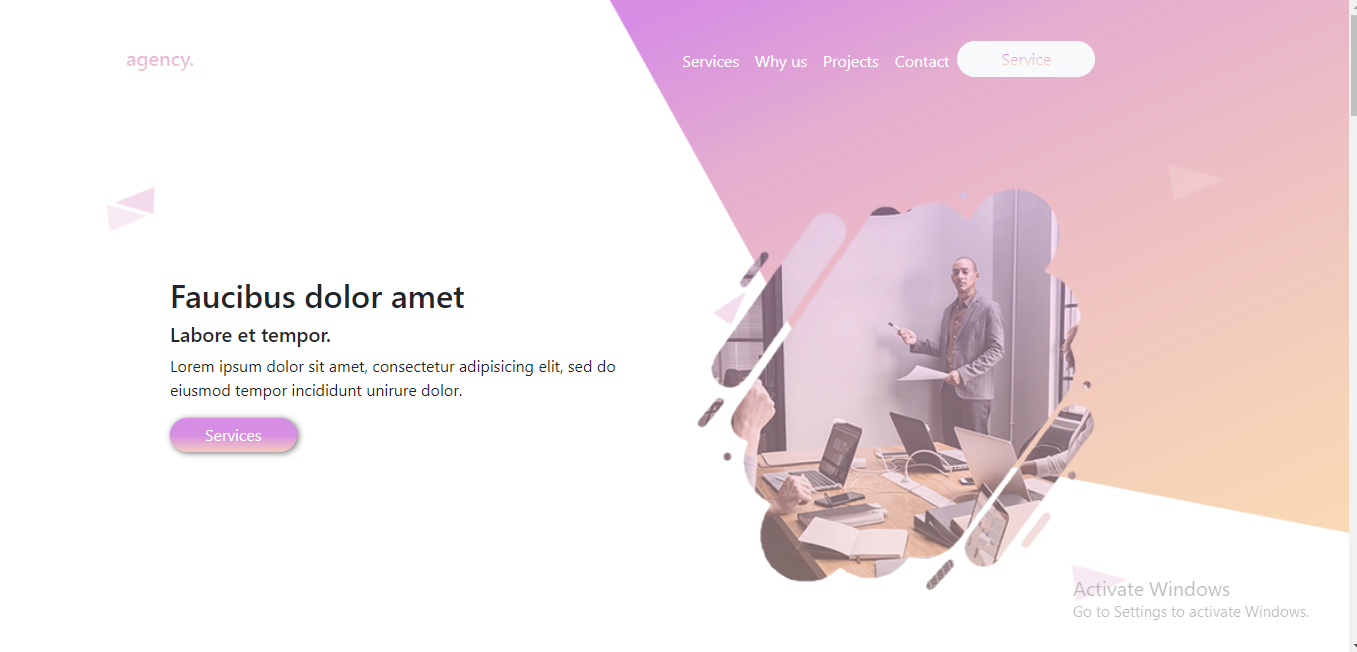 agency.
Services
Why us
Projects
Contact
Service
Faucibus dolor amet
Labore et tempor.
Lorem ipsum dolor sit amet, consectetur adipisicing elit, sed do
eiusmod tempor incididunt unirure dolor.
Services
Activate Windows
Go to Settings to activate Windows.